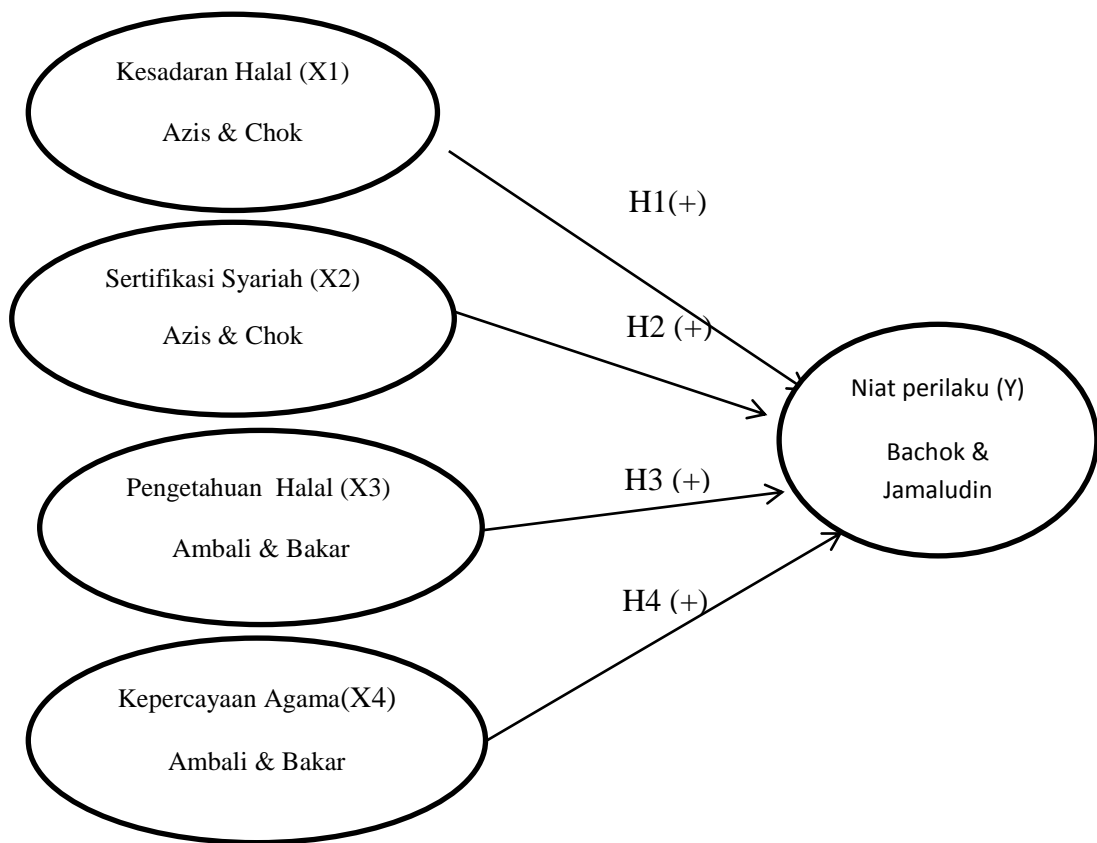 Kesadaran Halal (X1)
Azis & Chok
H1(+)
Sertifikasi Syariah (X2)
Azis & Chok
H2 (+)
Niat perilaku (Y)
Bachok &
Jamaludin
Pengetahuan Halal (X3)
Ambali & Bakar
H3 (+)
Kepercayaan Agama(X4)
Ambali & Bakar
H4 (+)